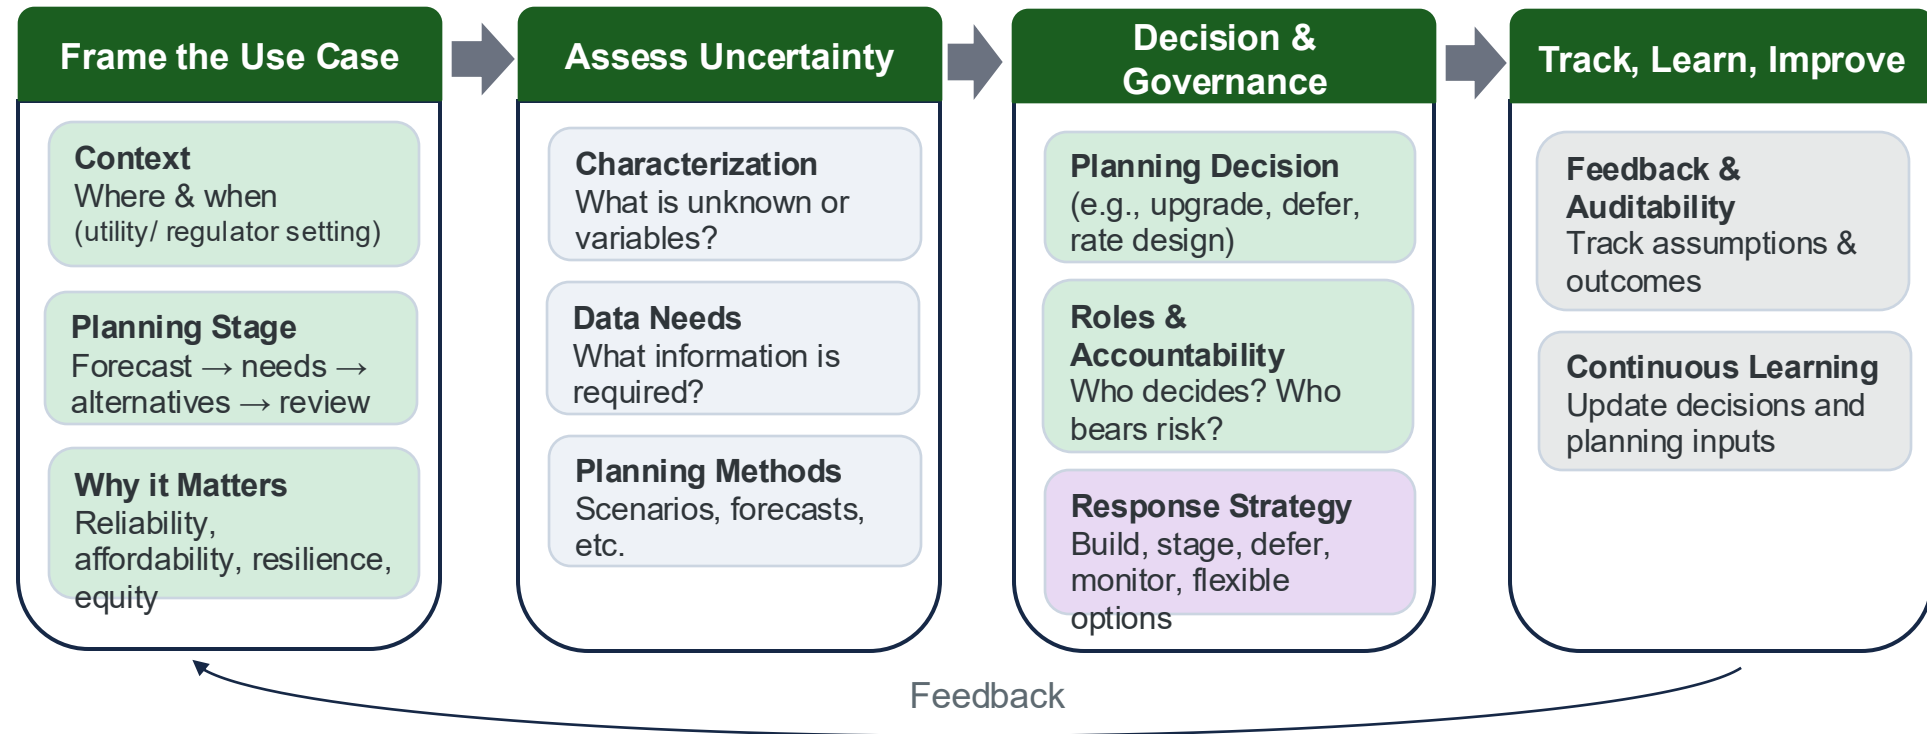 Frame the Use Case
Context
Where & when
(utility/ regulator setting)
Planning Stage
Forecast → needs →
alternatives → review
Why it Matters
Reliability,
affordability, resilience,
equity
Assess Uncertainty
Characterization
What is unknown or
variables?
Data Needs
What information is
required?
Planning Methods
Scenarios, forecasts,
etc.
Decision &
Governance
Planning Decision
(e.g., upgrade, defer,
rate design)
Roles &
Accountability
Who decides? Who
bears risk?
Response Strategy
Build, stage, defer,
monitor, flexible
options
Track, Learn, Improve
Feedback &
Auditability
Track assumptions &
outcomes
Continuous Learning
Update decisions and
planning inputs
Feedback